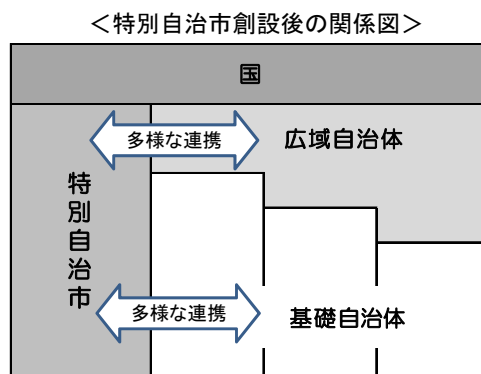 ＜特別自治市創設後の関係図＞
国
多様な連携
広域自治体
特別自治市
多様な連携
基礎自治体